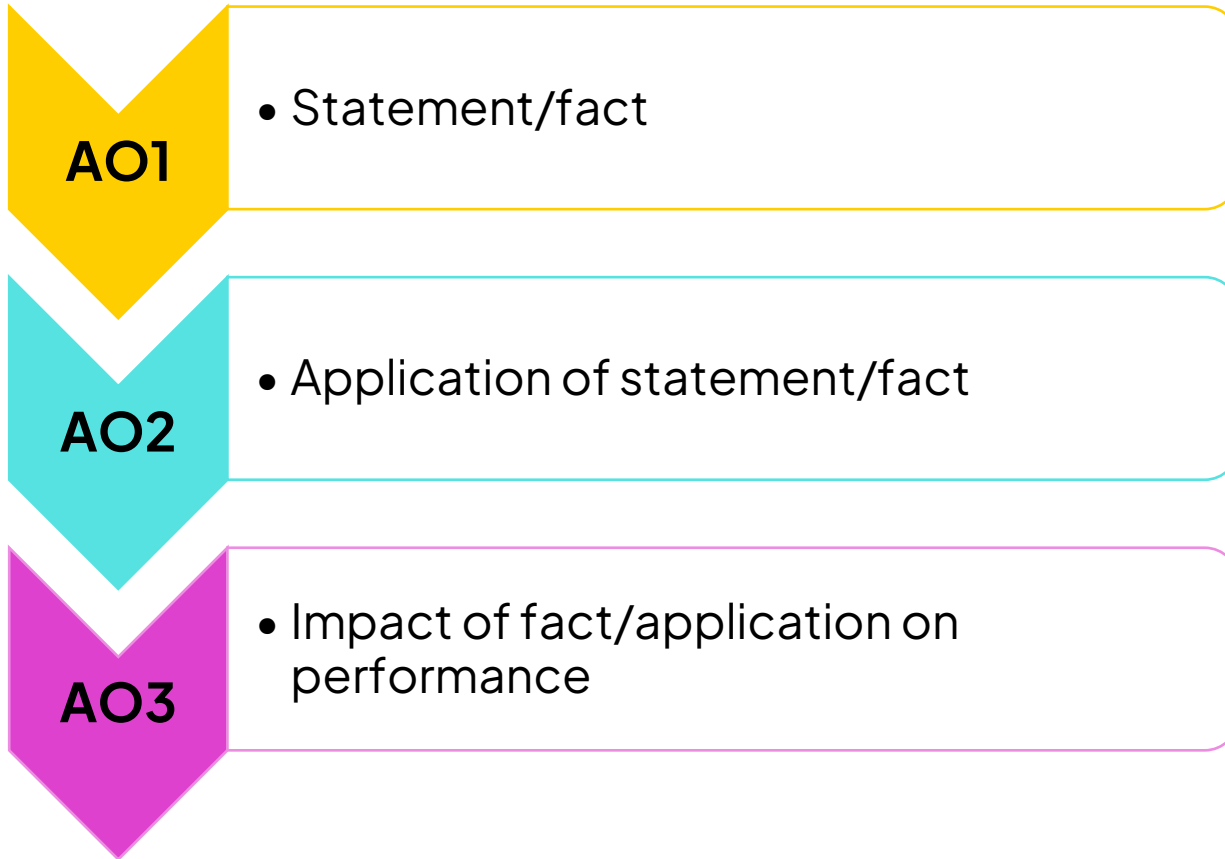 AO1
• Statement/fact
AO2
• Application of statement/fact
AO3
• Impact of fact/application on
performance